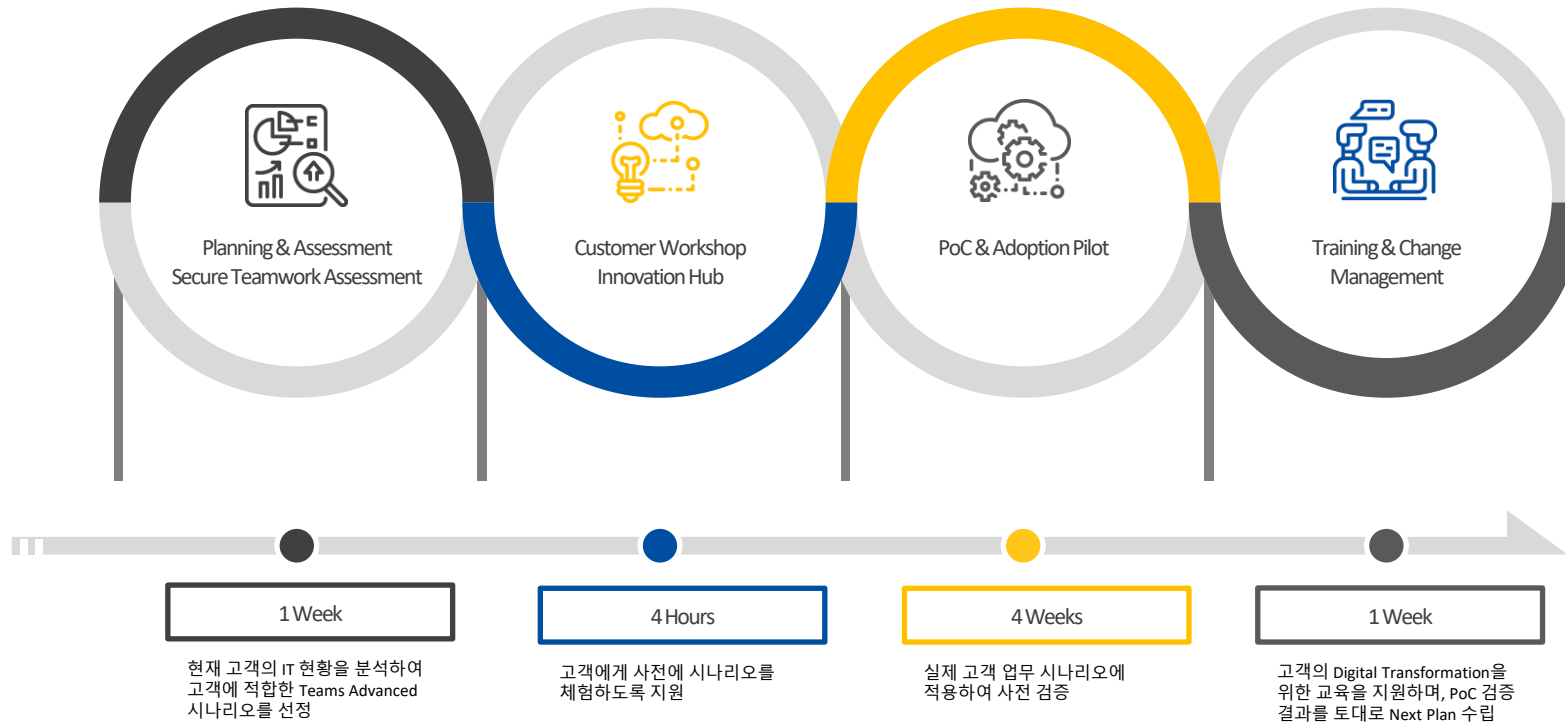 Planning & Assessment
Secure Teamwork Assessment
Customer Workshop
Innovation Hub
PoC & Adoption Pilot
Training & Change
Management
1 Week
4 Hours
4 Weeks
1 Week
현재 고객의 IT 현황을 분석하여
고객에 적합한 Teams Advanced
시나리오를 선정
고객에게 사전에 시나리오를
체험하도록 지원
실제 고객 업무 시나리오에
적용하여 사전 검증
고객의 Digital Transformation을
위한 교육을 지원하며, PoC 검증
결과를 토대로 Next Plan 수립